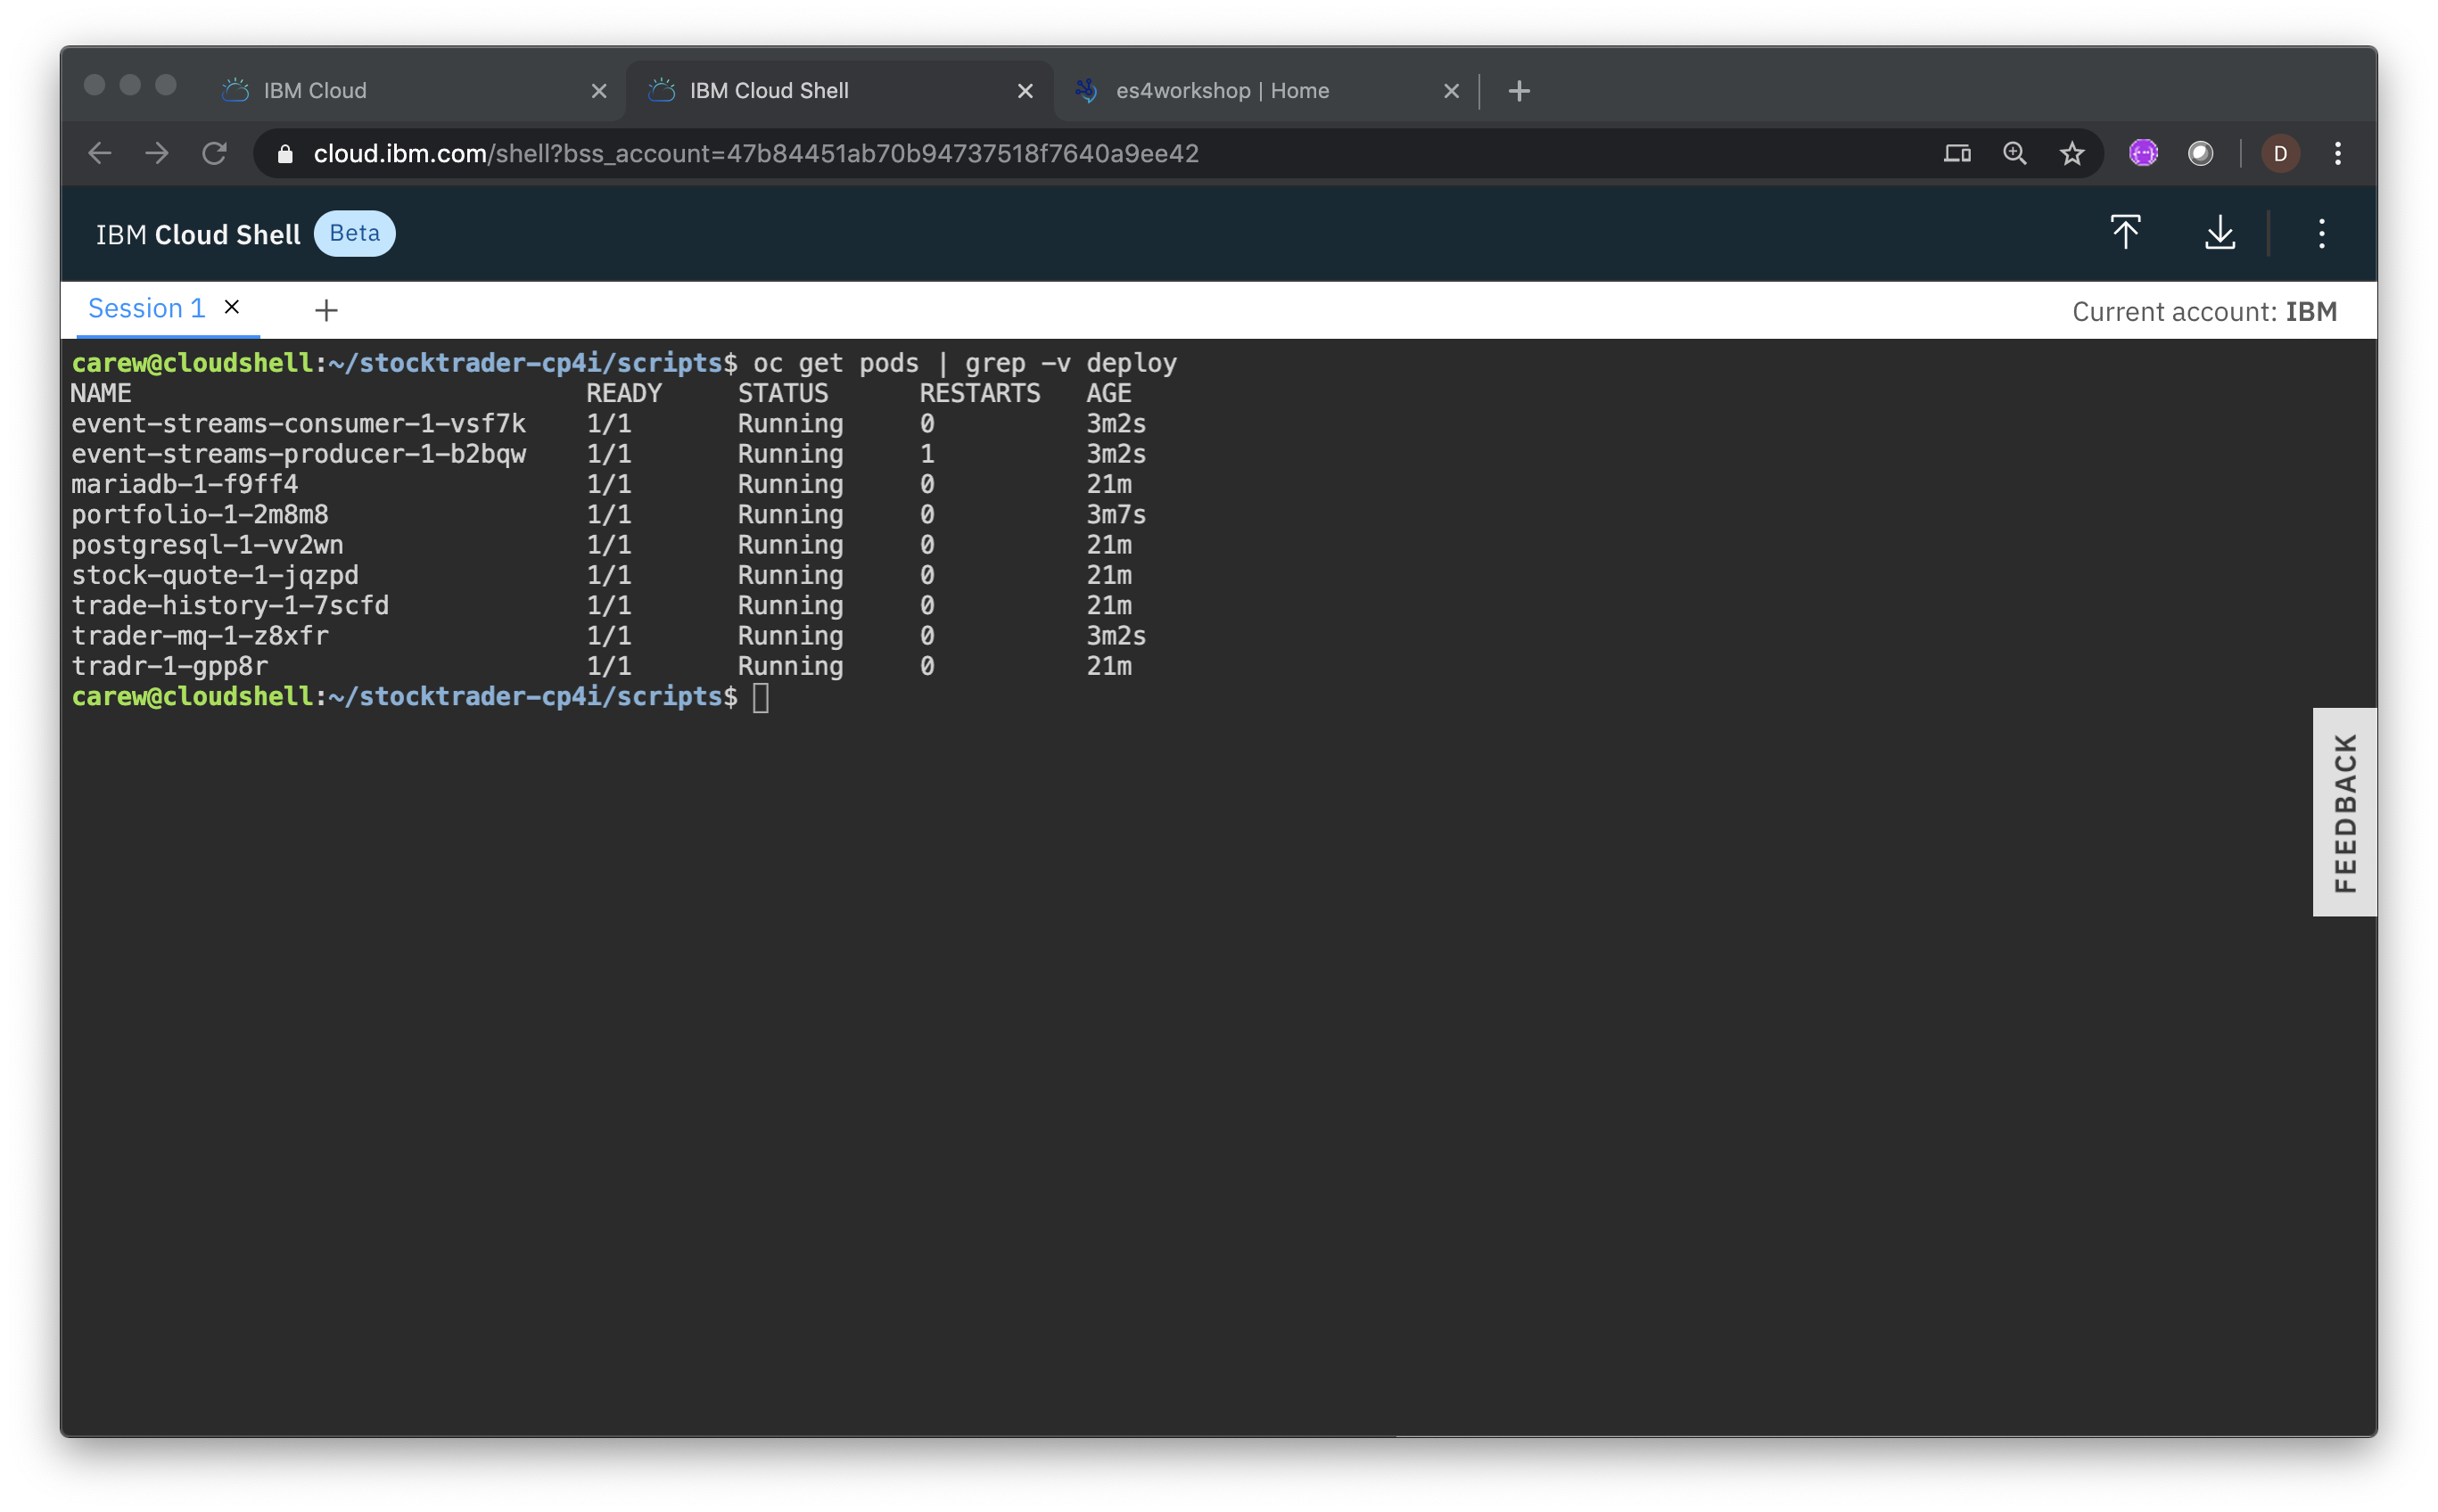 IBM Cloud
IBM Cloud Shell
es4workshop | Home
cloud.ibm.com/shell?bss_account=47b84451ab70b94737518f7640a9ee42
D
IBM Cloud Shell Beta
Session 1
Current account: IBM
carew@cloudshell:~/stocktrader-cp4i/scripts$ oc get pods | grep -v deploy
NAME READY STATUS RESTARTS AGE
event-streams-consumer-1-vsf7k 1/1 Running 0 3m2s
event-streams-producer-1-b2bqw 1/1 Running 1 3m2s
mariadb-1-f9ff4 1/1 Running 0 21m
portfolio-1-2m8m8 1/1 Running 0 3m7s
postgresql-1-vv2wn 1/1 Running 0 21m
stock-quote-1-jqzpd 1/1 Running 0 21m
trade-history-1-7scfd 1/1 Running 0 21m
trader-mq-1-z8xfr 1/1 Running 0 3m2s
tradr-1-gpp8r 1/1 Running 0 21m
carew@cloudshell:~/stocktrader-cp4i/scripts$
FEEDBACK